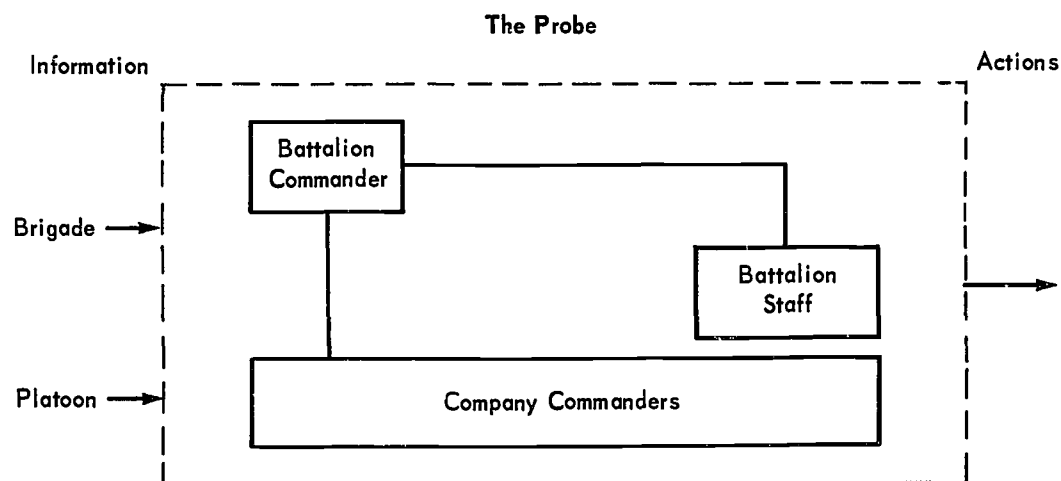 The Probe
Information
Actions
Battalion
Commander
Brigade
Battalion
Staff
Platoon
Company Commanders